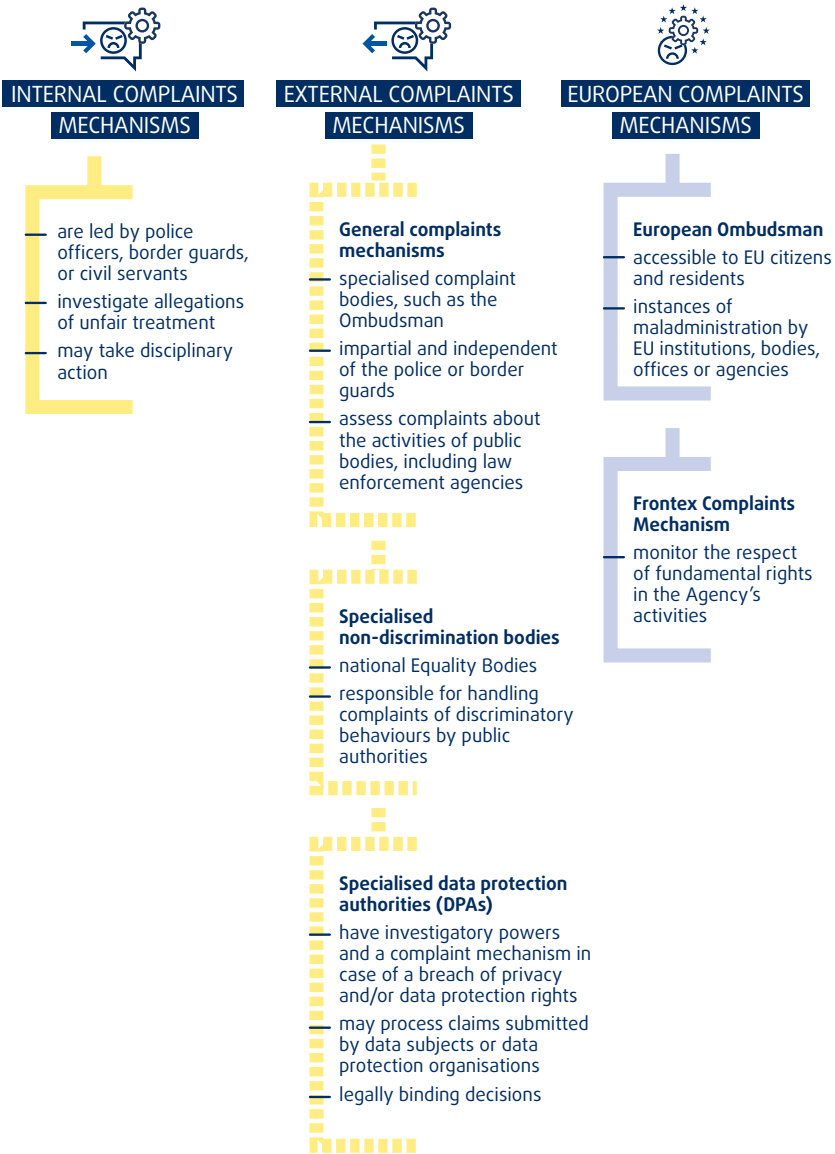 INTERNAL COMPLAINTS
MECHANISMS
are led by police
officers, border guards,
or civil servants
investigate allegations
of unfair treatment
may take disciplinary
action
EXTERNAL COMPLAINTS
MECHANISMS
General complaints
mechanisms
specialised complaint
bodies, such as the
Ombudsman
impartial and independent
of the police or border
guards
assess complaints about
the activities of public
bodies, including law
enforcement agencies
Specialised
non-discrimination bodies
national Equality Bodies
responsible for handling
complaints of discriminatory
behaviours by public
authorities
Specialised data protection
authorities (DPAs)
have investigatory powers
and a complaint mechanism in
case of a breach of privacy
and/or data protection rights
may process claims submitted
by data subjects or data
protection organisations
legally binding decisions
EUROPEAN COMPLAINTS
MECHANISMS
European Ombudsman
accessible to EU citizens
and residents
instances of
maladministration by
EU institutions, bodies,
offices or agencies
Frontex Complaints
Mechanism
monitor the respect
of fundamental rights
in the Agency’s
activities